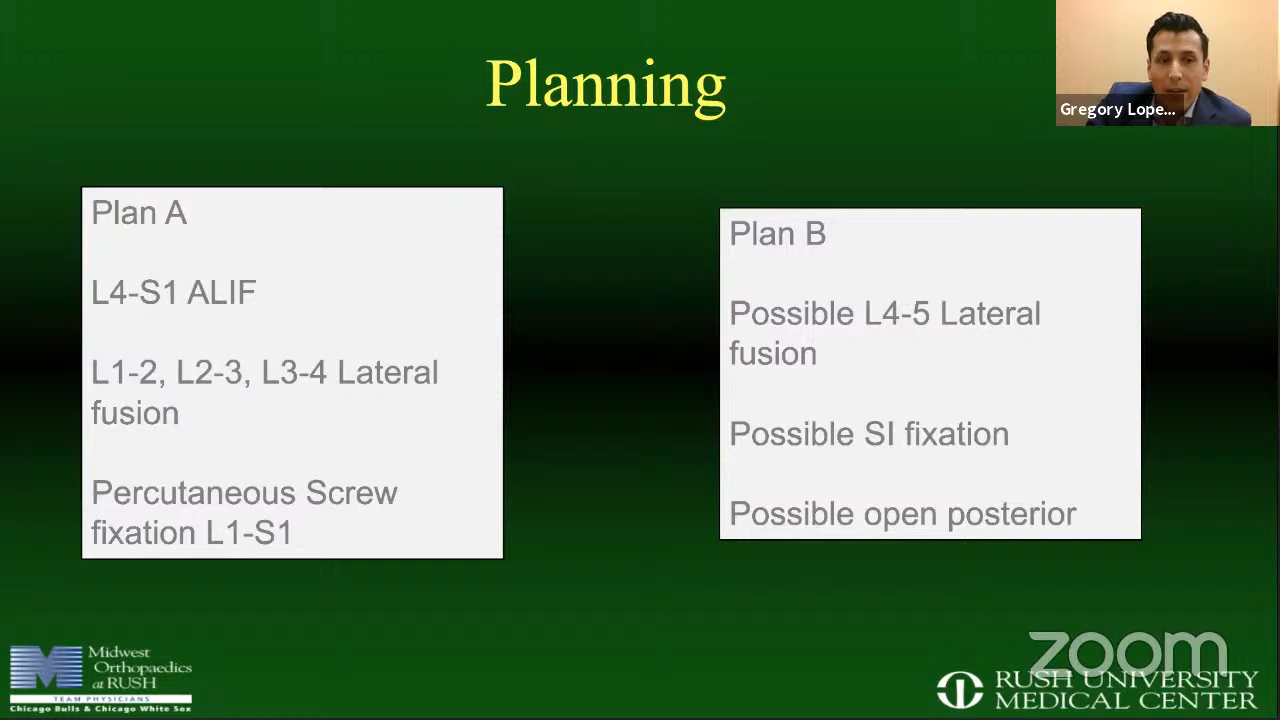 Planning
Gregory Lope...
Plan A
L4-S1 ALIF
L1-2, L2-3, L3-4 Lateral
fusion
Percutaneous Screw
fixation L1-S1
Plan B
Possible L4-5 Lateral
fusion
Possible SI fixation
Possible open posterior
Midwest
Orthopaedics
at RUSH
TEAM PHYSICIANS
Chicago Bulls & Chicago White Sox
zoom
RUSH UNIVERSITY
MEDICAL CENTER